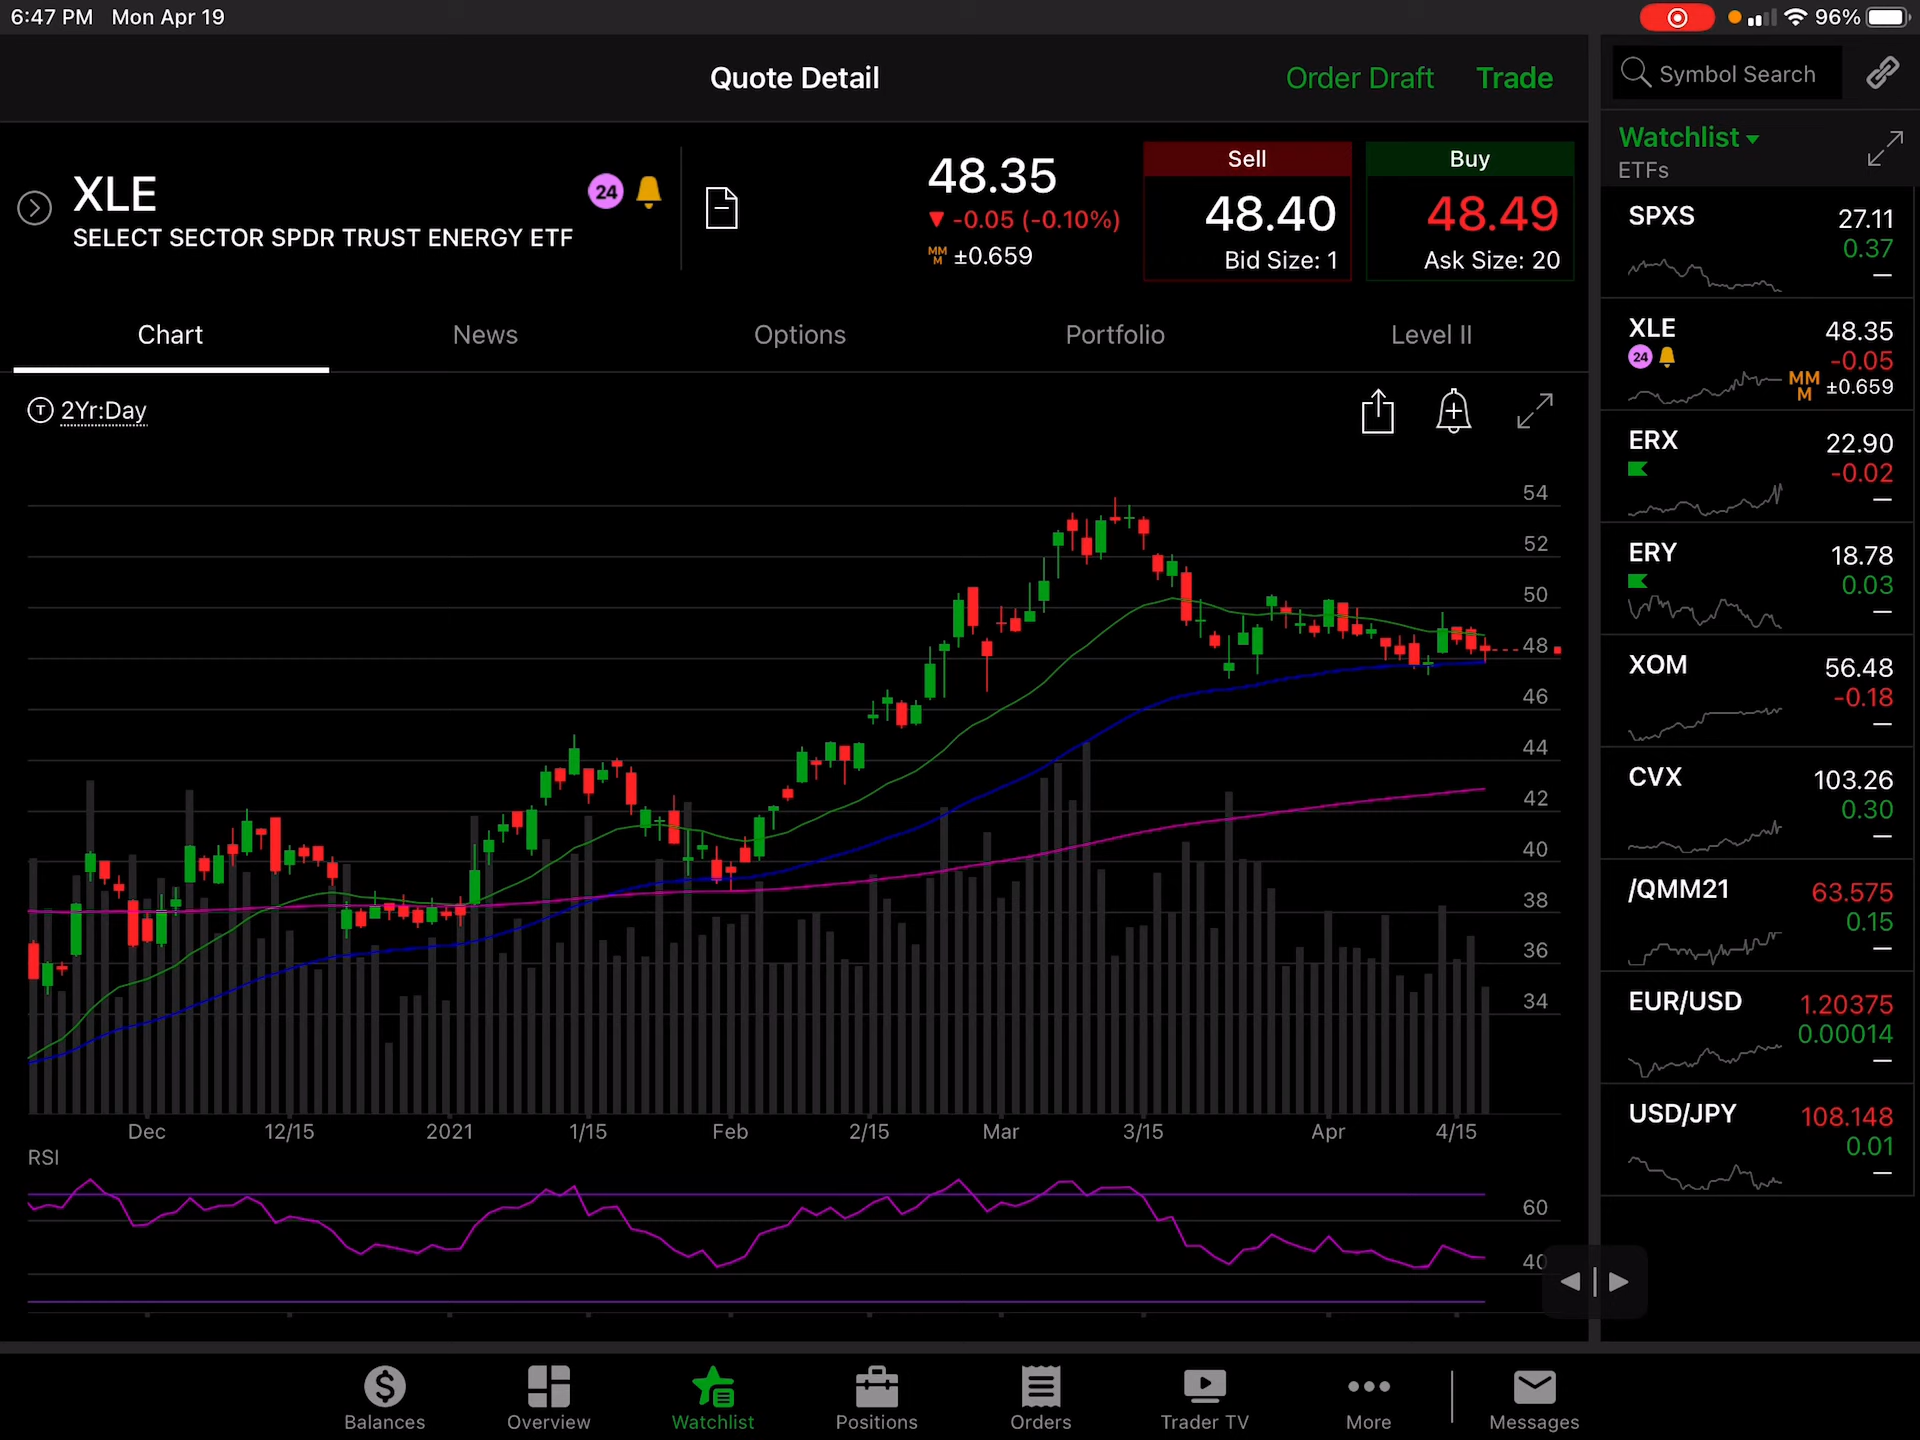 6:47 PM Mon Apr 19
96%
Quote Detail
Order Draft
Trade
XLE
24
SELECT SECTOR SPDR TRUST ENERGY ETF
48.35
-0.05 (-0.10%)
MM
M
±0.659
Sell
48.40
Bid Size: 1
Buy
48.49
Ask Size: 20
Chart
News
Options
Portfolio
Level II
T
2Yr:Day
54
52
50
48
46
44
42
40
38
36
34
Dec
12/15
2021
1/15
Feb
2/15
Mar
3/15
Apr
4/15
RSI
60
40
Symbol Search
Watchlist
ETFs
SPXS
27.11
0.37
—
XLE
48.35
24
-0.05
MM
M
±0.659
ERX
22.90
-0.02
—
ERY
18.78
0.03
—
XOM
56.48
-0.18
—
CVX
103.26
0.30
—
/QMM21
63.575
0.15
—
EUR/USD
1.20375
0.00014
—
USD/JPY
108.148
0.01
—
Balances
Overview
Watchlist
Positions
Orders
Trader TV
More
Messages